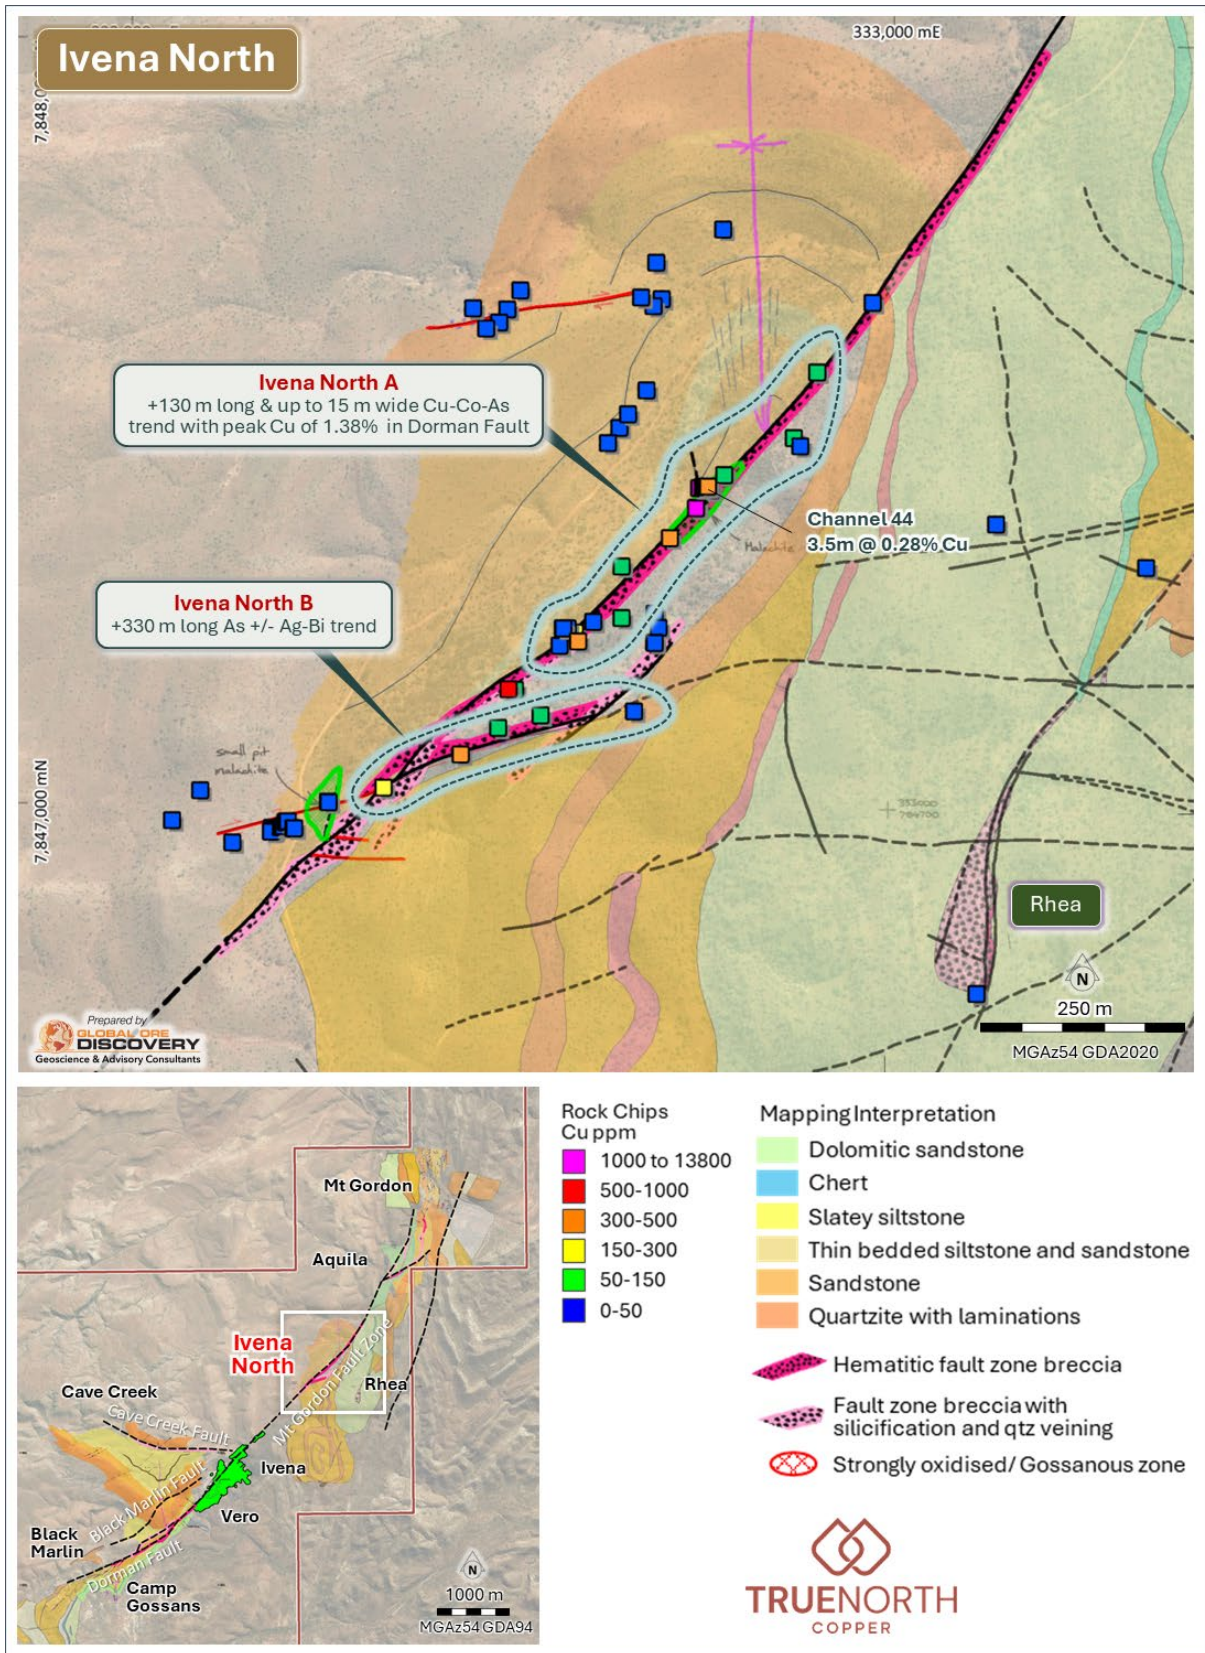 Ivena North
333,000 mE
7,848,0
Ivena North A
+130 m long & up to 15 m wide Cu-Co-As
trend with peak Cu of 1.38% in Dorman Fault
Channel 44
3.5m @ 0.28% Cu
Malachite
Ivena North B
+330 m long As +/- Ag-Bi trend
small pit
malachite
7,847,000 mN
Rhea
N
250 m
MGAz54 GDA2020
Prepared by
GLOBAL ORE
DISCOVERY
Geoscience & Advisory Consultants
Mt Gordon
Aquila
Ivena
North
Mt Gordon Fault Zone
Rhea
Cave Creek
Cave Creek Fault
Ivena
Black Marlin Fault
Vero
Black
Marlin
Dorman Fault
Camp
Gossans
N
1000 m
MGAz54 GDA94
Rock Chips
Cu ppm
1000 to 13800
500-1000
300-500
150-300
50-150
0-50
Mapping Interpretation
Dolomitic sandstone
Chert
Slatey siltstone
Thin bedded siltstone and sandstone
Sandstone
Quartzite with laminations
Hematitic fault zone breccia
Fault zone breccia with
silicification and qtz veining
Strongly oxidised/ Gossanous zone
TRUENORTH
COPPER